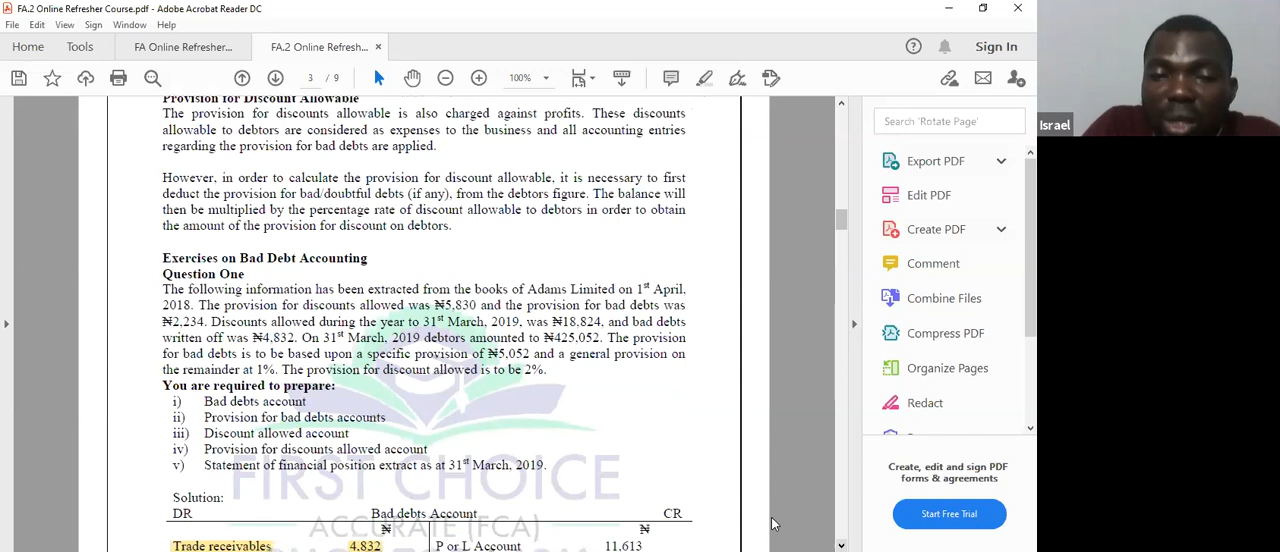 FA.2 Online Refresher Course.pdf - Adobe Acrobat Reader DC
File Edit View Sign Window Help
Home Tools FA Online Refresher... FA.2 Online Refresh... ×
Sign In
3 / 9 100%
Provision for Discount Allowable
The provision for discounts allowable is also charged against profits. These discounts
allowable to debtors are considered as expenses to the business and all accounting entries
regarding the provision for bad debts are applied.
However, in order to calculate the provision for discount allowable, it is necessary to first
deduct the provision for bad/doubtful debts (if any), from the debtors figure. The balance will
then be multiplied by the percentage rate of discount allowable to debtors in order to obtain
the amount of the provision for discount on debtors.
Exercises on Bad Debt Accounting
Question One
The following information has been extracted from the books of Adams Limited on 1st April,
2018. The provision for discounts allowed was ₦5,830 and the provision for bad debts was
₦2,234. Discounts allowed during the year to 31st March, 2019, was ₦18,824, and bad debts
written off was ₦4,832. On 31st March, 2019 debtors amounted to ₦425,052. The provision
for bad debts is to be based upon a specific provision of ₦5,052 and a general provision on
the remainder at 1%. The provision for discount allowed is to be 2%.
You are required to prepare:
i) Bad debts account
ii) Provision for bad debts accounts
iii) Discount allowed account
iv) Provision for discounts allowed account
v) Statement of financial position extract as at 31st March, 2019.
FIRST CHOICE
Solution:
DR Bad debts Account CR
ACCURATE (FCA)
₦ ₦
Trade receivables 4,832 P or L Account 11,613
Search 'Rotate Page'
Export PDF
Edit PDF
Create PDF
Comment
Combine Files
Compress PDF
Organize Pages
Redact
Create, edit and sign PDF
forms & agreements
Start Free Trial
Israel